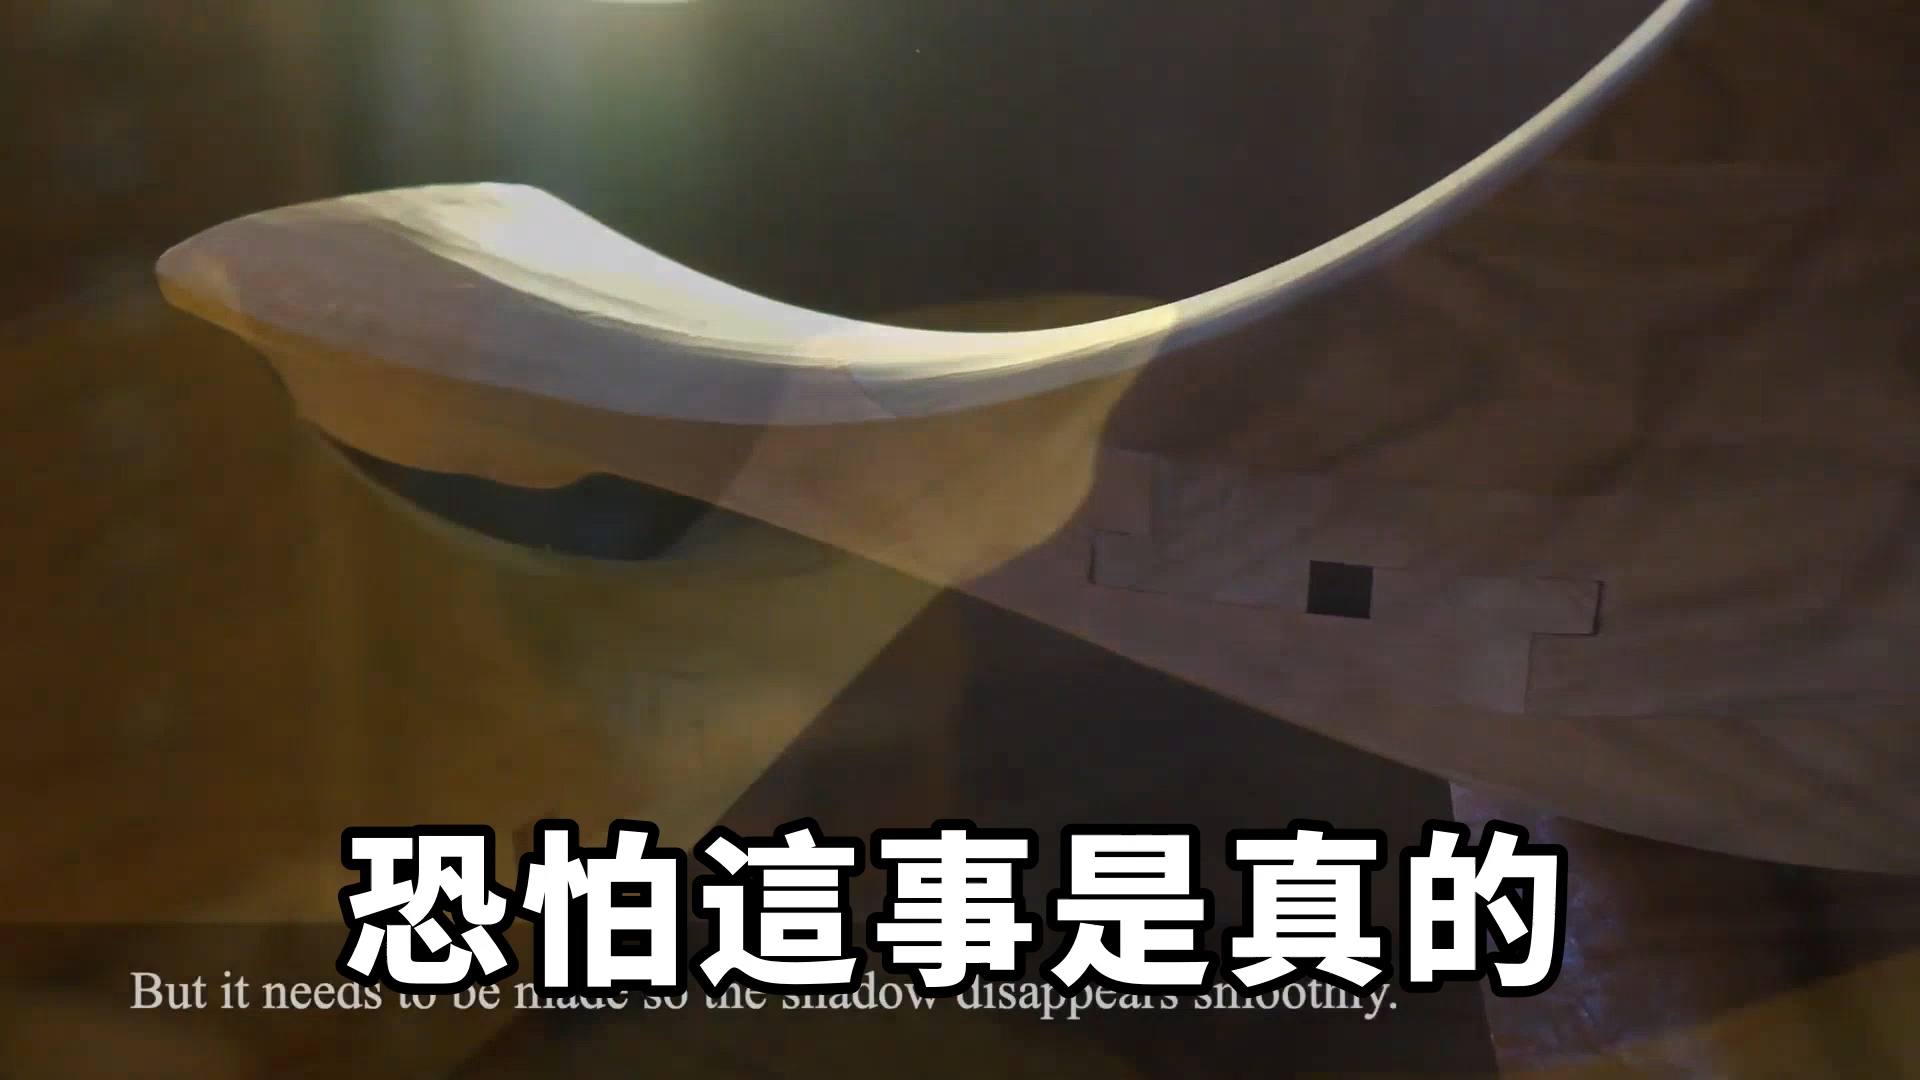 恐怕這事是真的
But it needs to be made so the shadow disappears smoothly.